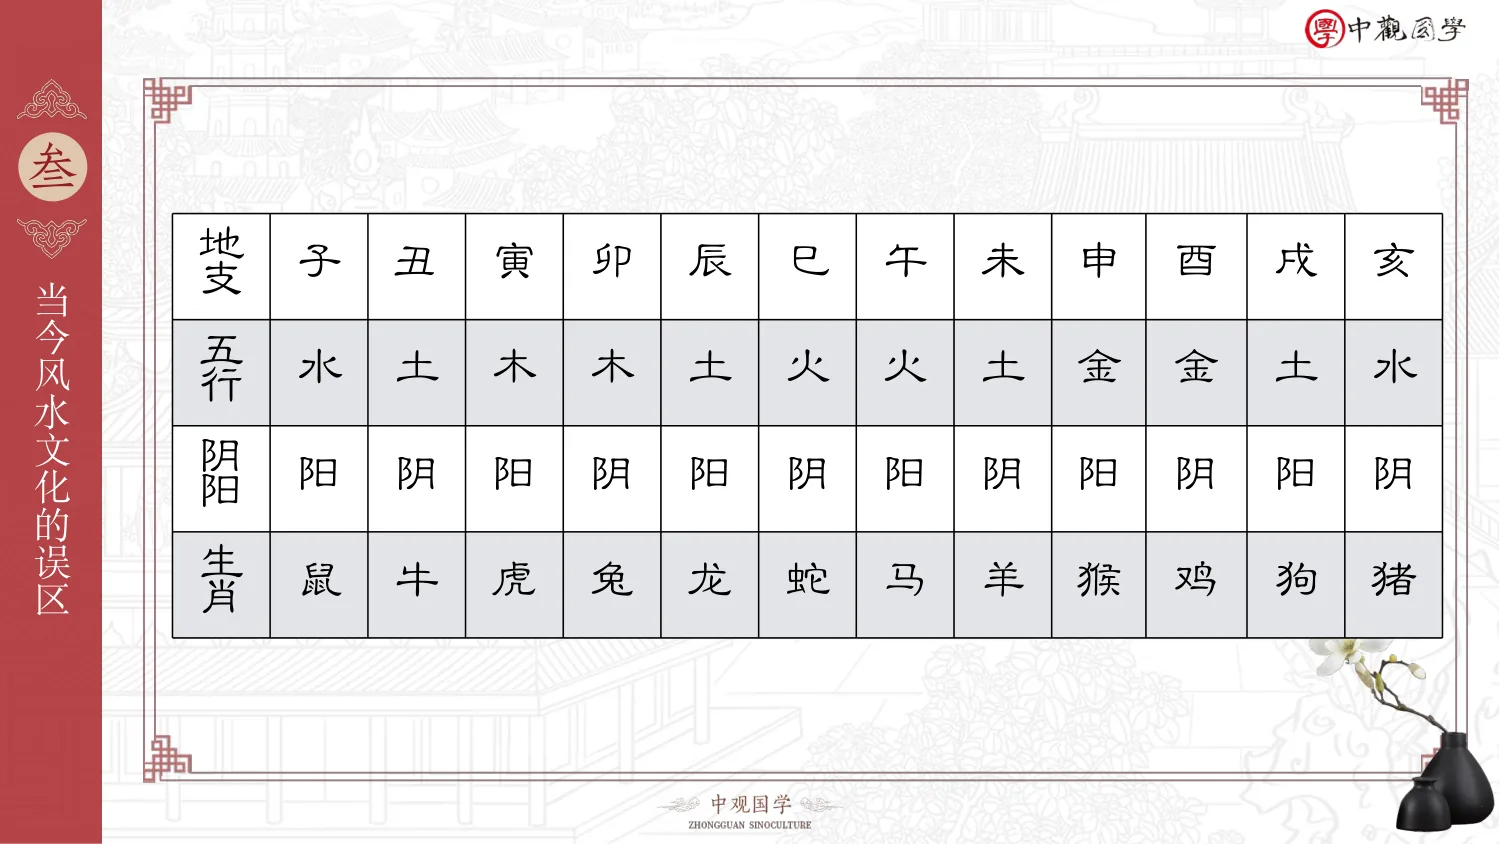 學中觀国學
叁
当今风水文化的误区
地支 子 丑 寅 卯 辰 巳 午 未 申 酉 戌 亥
五行 水 土 木 木 土 火 火 土 金 金 土 水
阴阳 阳 阴 阳 阴 阳 阴 阳 阴 阳 阴 阳 阴
生肖 鼠 牛 虎 兔 龙 蛇 马 羊 猴 鸡 狗 猪
中观国学
ZHONGGUAN SINOCULTURE